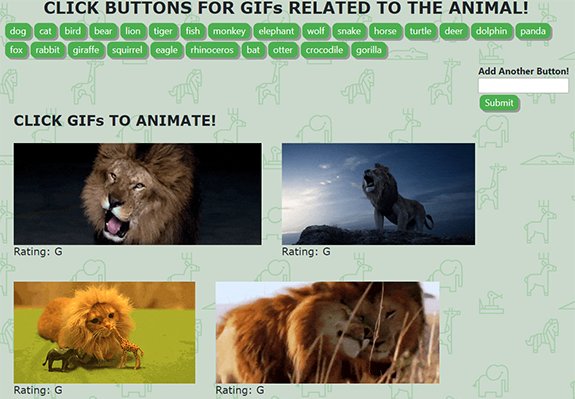 CLICK BUTTONS FOR GIFs RELATED TO THE ANIMAL!
dog cat bird bear lion tiger fish monkey elephant wolf snake horse turtle deer dolphin panda
fox rabbit giraffe squirrel eagle rhinoceros bat otter crocodile gorilla
Add Another Button!
Submit
CLICK GIFs TO ANIMATE!
Rating: G
Rating: G
Rating: G
Rating: G